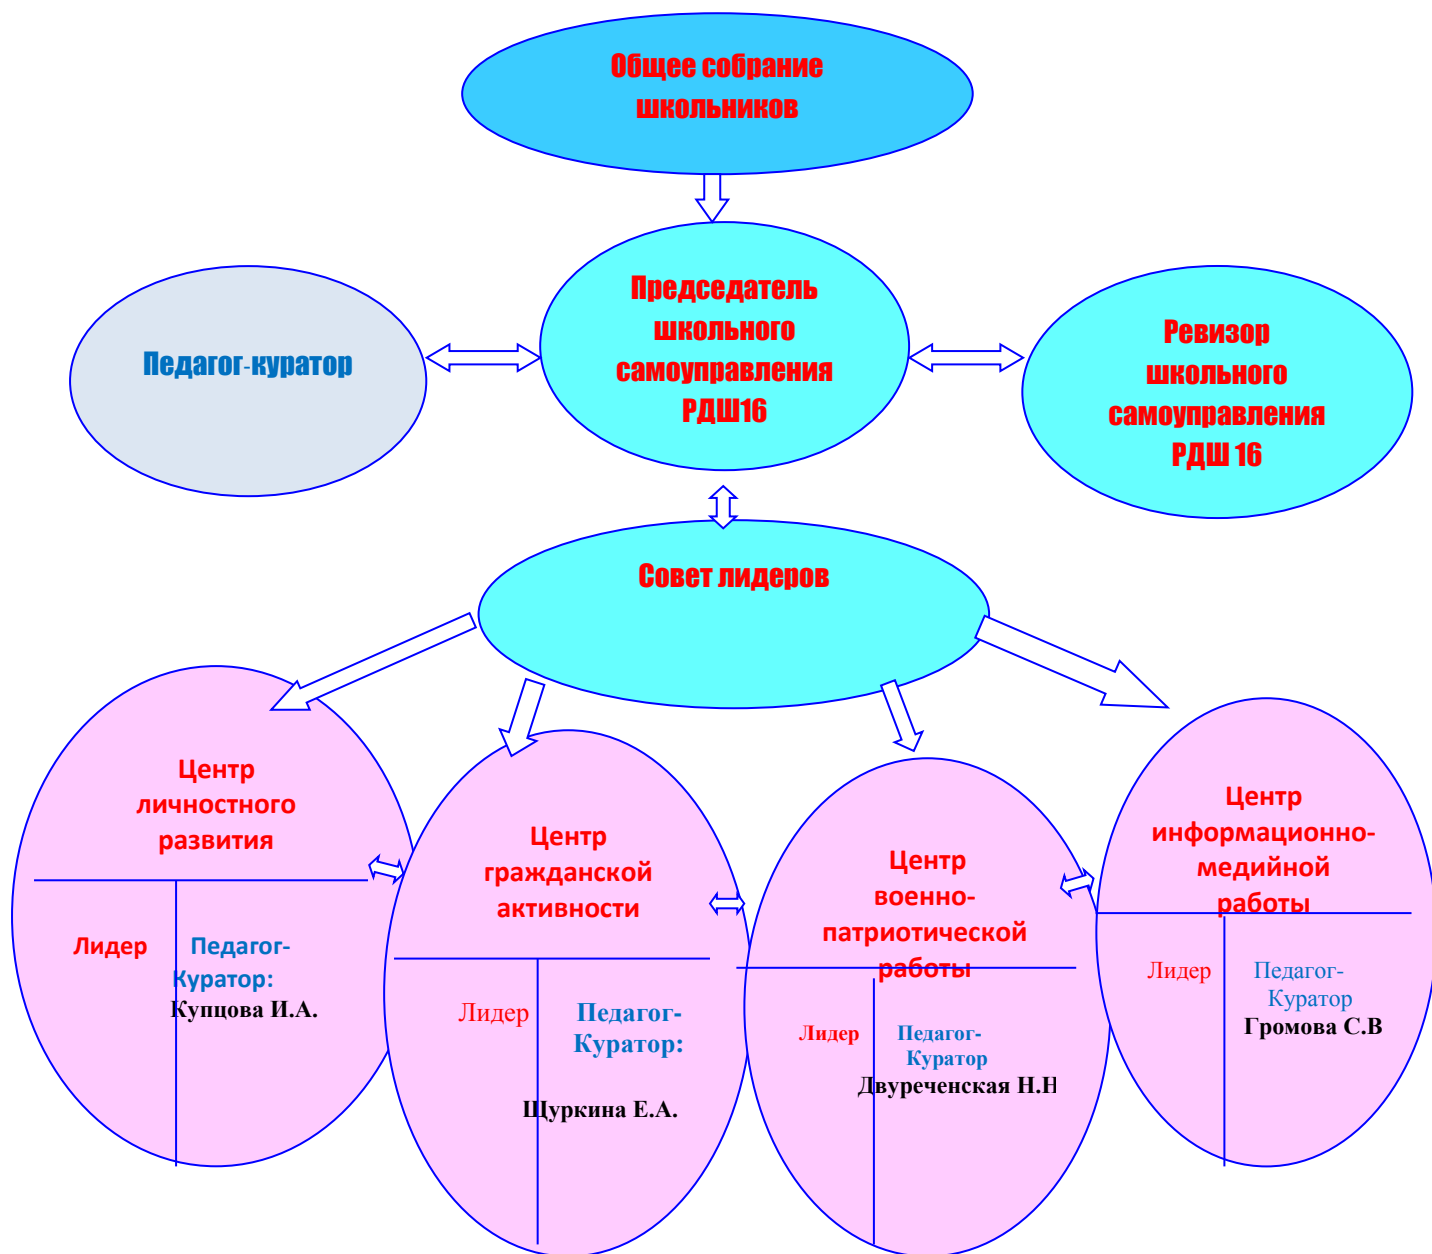 Общее собрание
школьников
Председатель
школьного
самоуправления
РДШ16
Педагог-куратор
Ревизор
школьного
самоуправления
РДШ 16
Совет лидеров
Центр
личностного
развития
Лидер
Педагог-
Куратор:
Купцова И.А.
Центр
гражданской
активности
Лидер
Педагог-
Куратор:
Щуркина Е.А.
Центр
военно-
патриотической
работы
Лидер
Педагог-
Куратор
Двуреченская Н.Н
Центр
информационно-
медийной
работы
Лидер
Педагог-
Куратор
Громова С.В